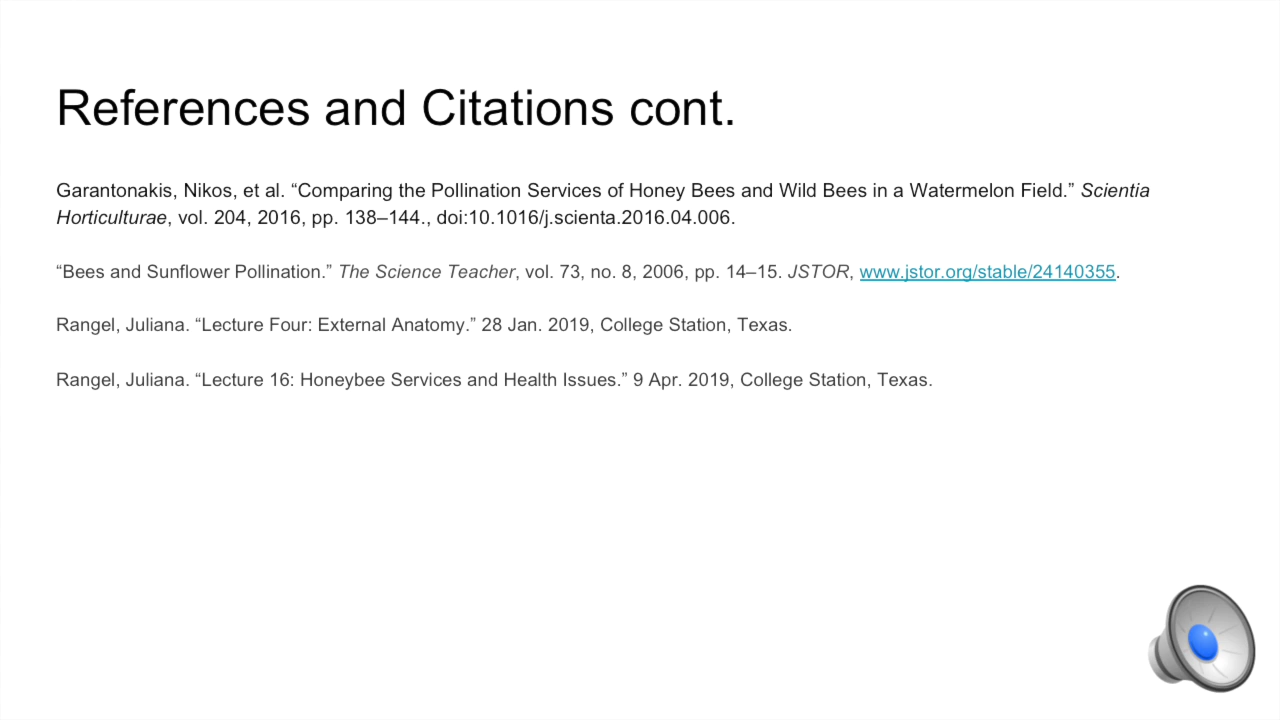 References and Citations cont.
Garantonakis, Nikos, et al. “Comparing the Pollination Services of Honey Bees and Wild Bees in a Watermelon Field.” Scientia
Horticulturae, vol. 204, 2016, pp. 138–144., doi:10.1016/j.scienta.2016.04.006.
“Bees and Sunflower Pollination.” The Science Teacher, vol. 73, no. 8, 2006, pp. 14–15. JSTOR, www.jstor.org/stable/24140355.
Rangel, Juliana. “Lecture Four: External Anatomy.” 28 Jan. 2019, College Station, Texas.
Rangel, Juliana. “Lecture 16: Honeybee Services and Health Issues.” 9 Apr. 2019, College Station, Texas.